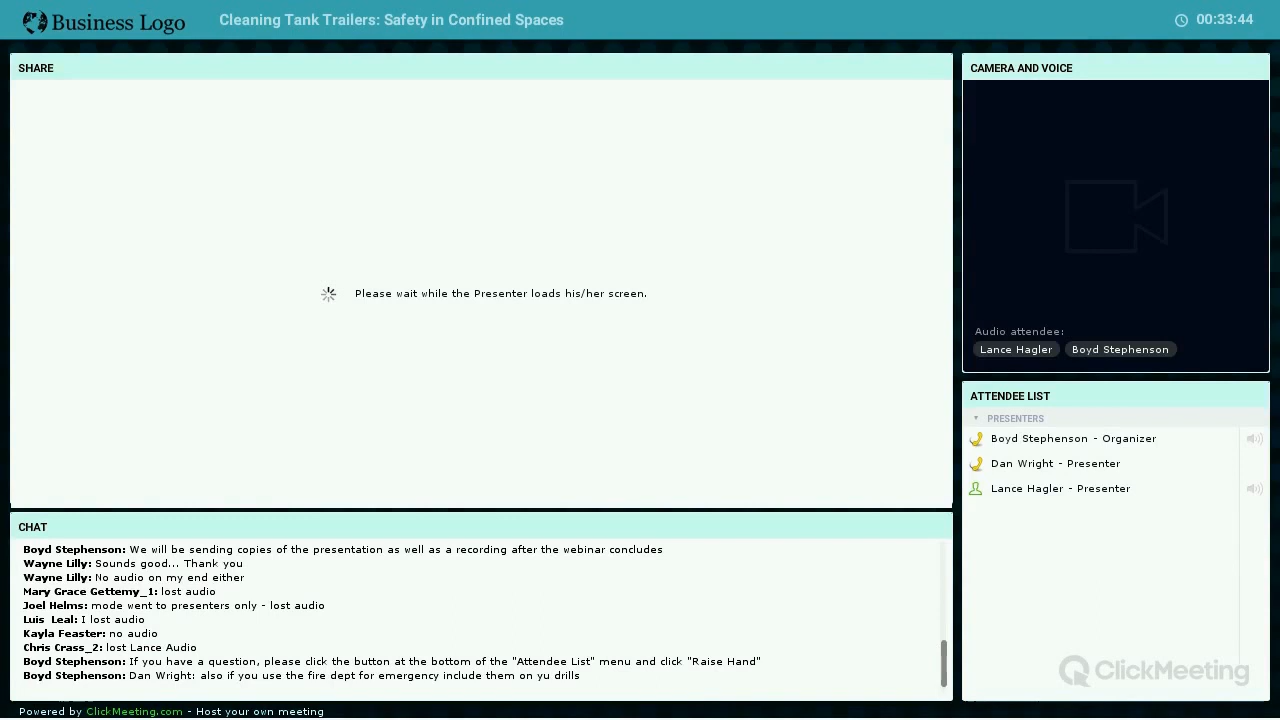 Business Logo
Cleaning Tank Trailers: Safety in Confined Spaces
00:33:44
SHARE
Please wait while the Presenter loads his/her screen.
CAMERA AND VOICE
Audio attendee:
Lance Hagler Boyd Stephenson
ATTENDEE LIST
PRESENTERS
Boyd Stephenson - Organizer
Dan Wright - Presenter
Lance Hagler - Presenter
CHAT
Boyd Stephenson: We will be sending copies of the presentation as well as a recording after the webinar concludes
Wayne Lilly: Sounds good... Thank you
Wayne Lilly: No audio on my end either
Mary Grace Gettemy_1: lost audio
Joel Helms: mode went to presenters only - lost audio
Luis Leal: I lost audio
Kayla Feaster: no audio
Chris Crass_2: lost Lance Audio
Boyd Stephenson: If you have a question, please click the button at the bottom of the "Attendee List" menu and click "Raise Hand"
Boyd Stephenson: Dan Wright: also if you use the fire dept for emergency include them on yu drills
ClickMeeting
Powered by ClickMeeting.com - Host your own meeting